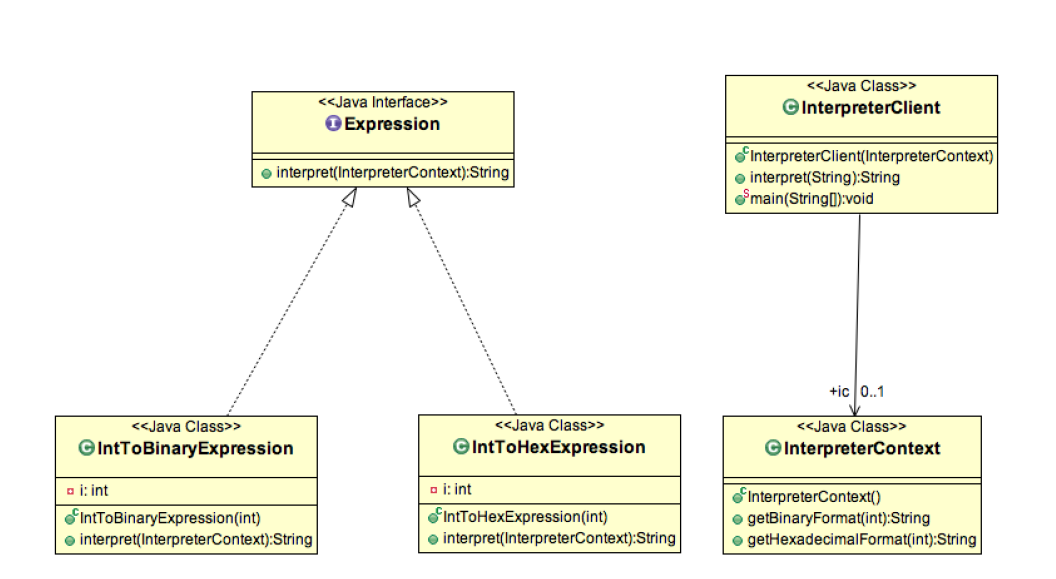 <<Java Interface>>
Expression
interpret(InterpreterContext):String
<<Java Class>>
InterpreterClient
InterpreterClient(InterpreterContext)
interpret(String):String
main(String[]):void
+ic 0..1
<<Java Class>>
IntToBinaryExpression
i: int
IntToBinaryExpression(int)
interpret(InterpreterContext):String
<<Java Class>>
IntToHexExpression
i: int
IntToHexExpression(int)
interpret(InterpreterContext):String
<<Java Class>>
InterpreterContext
InterpreterContext()
getBinaryFormat(int):String
getHexadecimalFormat(int):String